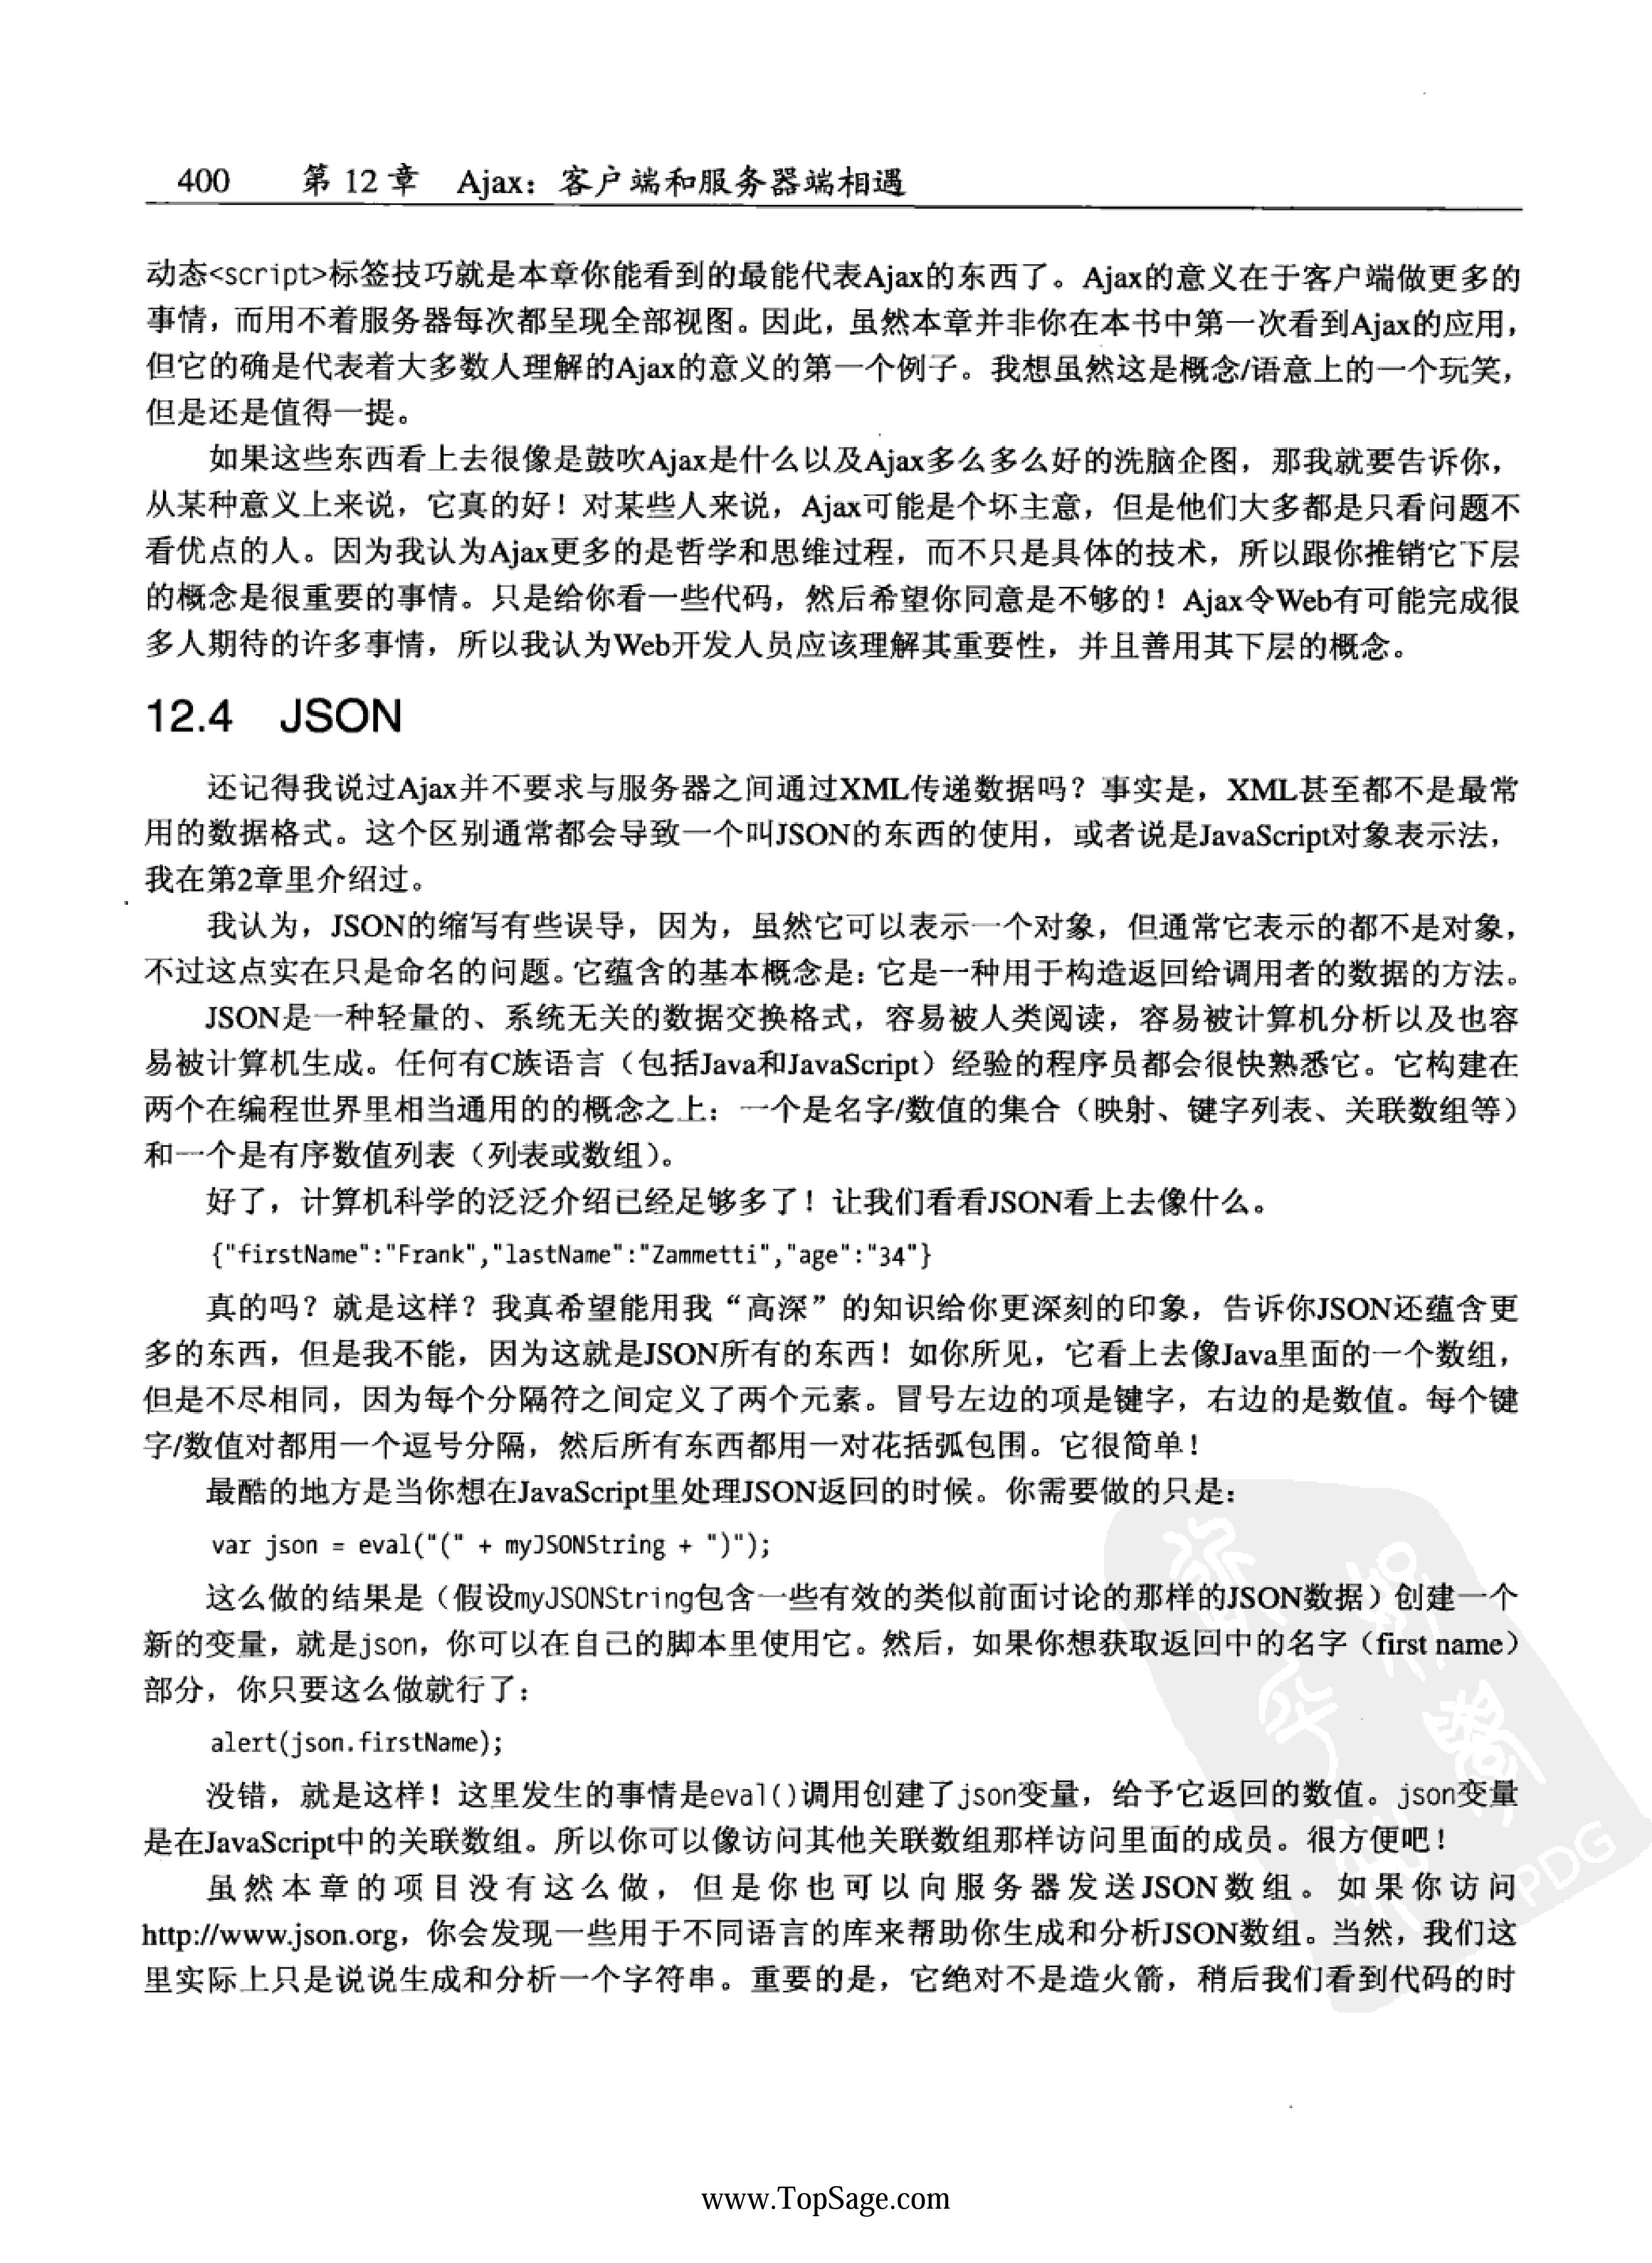 400 第 12 章 Ajax：客户端和服务器端相遇
动态<script>标签技巧就是本章你能看到的最能代表Ajax的东西了。Ajax的意义在于客户端做更多的
事情，而用不着服务器每次都呈现全部视图。因此，虽然本章并非你在本书中第一次看到Ajax的应用，
但它的确是代表着大多数人理解的Ajax的意义的第一个例子。我想虽然这是概念/语意上的一个玩笑，
但是还是值得一提。
如果这些东西看上去很像是鼓吹Ajax是什么以及Ajax多么多么好的洗脑企图，那我就要告诉你，
从某种意义上来说，它真的好！对某些人来说，Ajax可能是个坏主意，但是他们大多都是只看问题不
看优点的人。因为我认为Ajax更多的是哲学和思维过程，而不只是具体的技术，所以跟你推销它下层
的概念是很重要的事情。只是给你看一些代码，然后希望你同意是不够的！Ajax令Web有可能完成很
多人期待的许多事情，所以我认为Web开发人员应该理解其重要性，并且善用其下层的概念。
12.4 JSON
还记得我说过Ajax并不要求与服务器之间通过XML传递数据吗？事实是，XML甚至都不是最常
用的数据格式。这个区别通常都会导致一个叫JSON的东西的使用，或者说是JavaScript对象表示法，
我在第2章里介绍过。
我认为，JSON的缩写有些误导，因为，虽然它可以表示一个对象，但通常它表示的都不是对象，
不过这点实在只是命名的问题。它蕴含的基本概念是：它是一种用于构造返回给调用者的数据的方法。
JSON是一种轻量的、系统无关的数据交换格式，容易被人类阅读，容易被计算机分析以及也容
易被计算机生成。任何有C族语言（包括Java和JavaScript）经验的程序员都会很快熟悉它。它构建在
两个在编程世界里相当通用的的概念之上：一个是名字/数值的集合（映射、键字列表、关联数组等）
和一个是有序数值列表（列表或数组）。
好了，计算机科学的泛泛介绍已经足够多了！让我们看看JSON看上去像什么。
{"firstName":"Frank","lastName":"Zammetti","age":"34"}
真的吗？就是这样？我真希望能用我“高深”的知识给你更深刻的印象，告诉你JSON还蕴含更
多的东西，但是我不能，因为这就是JSON所有的东西！如你所见，它看上去像Java里面的一个数组，
但是不尽相同，因为每个分隔符之间定义了两个元素。冒号左边的项是键字，右边的是数值。每个键
字/数值对都用一个逗号分隔，然后所有东西都用一对花括弧包围。它很简单！
最酷的地方是当你想在JavaScript里处理JSON返回的时候。你需要做的只是：
var json = eval("(" + myJSONString + ")");
这么做的结果是（假设myJSONString包含一些有效的类似前面讨论的那样的JSON数据）创建一个
新的变量，就是json，你可以在自己的脚本里使用它。然后，如果你想获取返回中的名字（first name）
部分，你只要这么做就行了：
alert(json.firstName);
没错，就是这样！这里发生的事情是eval()调用创建了json变量，给予它返回的数值。json变量
是在JavaScript中的关联数组。所以你可以像访问其他关联数组那样访问里面的成员。很方便吧！
虽然本章的项目没有这么做，但是你也可以向服务器发送JSON数组。如果你访问
http://www.json.org，你会发现一些用于不同语言的库来帮助你生成和分析JSON数组。当然，我们这
里实际上只是说说生成和分析一个字符串。重要的是，它绝对不是造火箭，稍后我们看到代码的时
PDG
www.TopSage.com